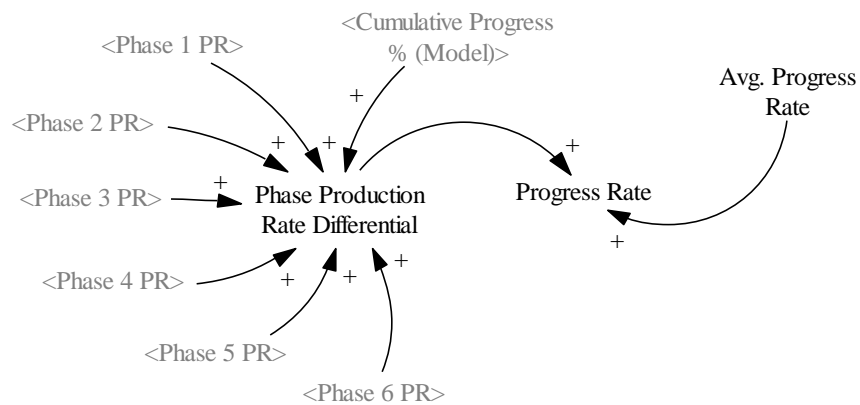 <Cumulative Progress
% (Model)>
<Phase 1 PR>
Avg. Progress
Rate
+
<Phase 2 PR>
+
+
+
+
<Phase 3 PR>
Phase Production
Rate Differential
Progress Rate
+
+
+
+
<Phase 4 PR>
<Phase 5 PR>
<Phase 6 PR>